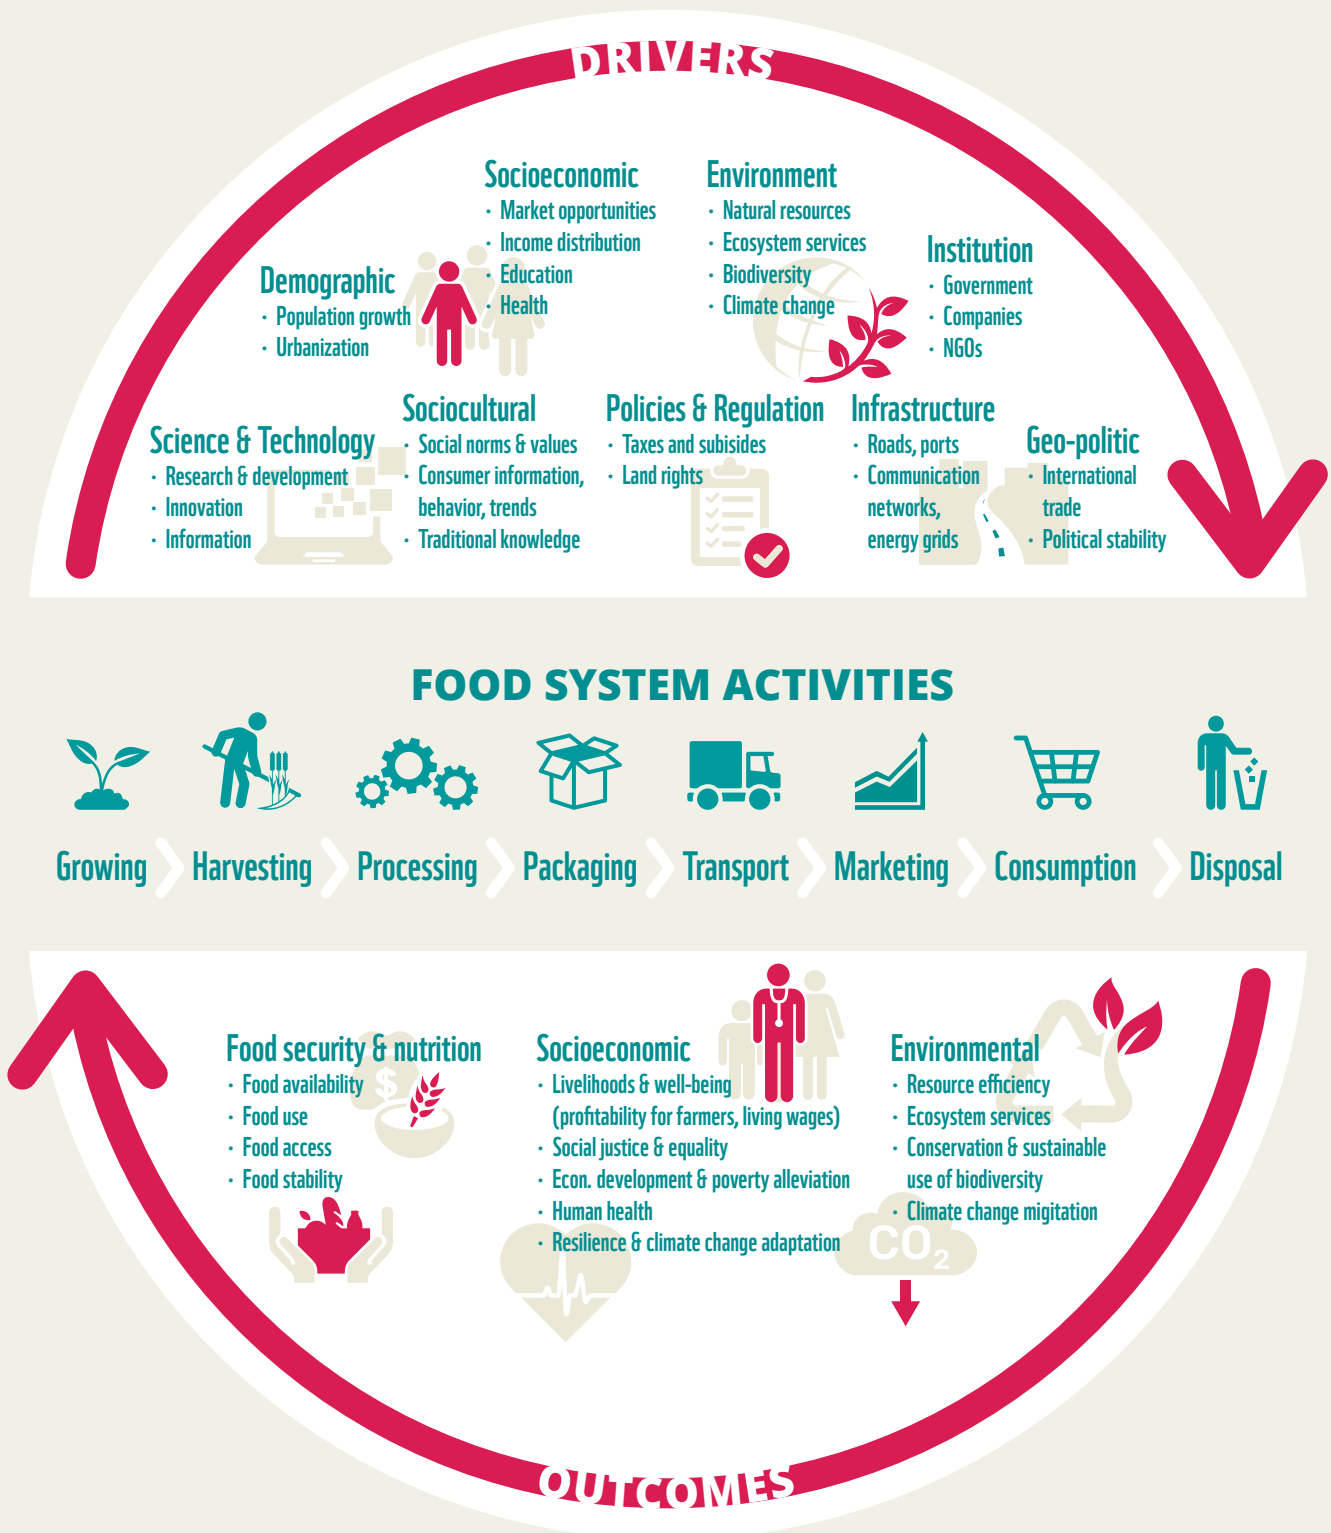 DRIVERS
Socioeconomic
· Market opportunities
· Income distribution
· Education
· Health
Environment
· Natural resources
· Ecosystem services
· Biodiversity
· Climate change
Institution
· Government
· Companies
· NGOs
Demographic
· Population growth
· Urbanization
Science & Technology
· Research & development
· Innovation
· Information
Sociocultural
· Social norms & values
· Consumer information,
behavior, trends
· Traditional knowledge
Policies & Regulation
· Taxes and subsides
· Land rights
Infrastructure
· Roads, ports
· Communication
networks,
energy grids
Geo-politic
· International
trade
· Political stability
FOOD SYSTEM ACTIVITIES
Growing
Harvesting
Processing
Packaging
Transport
Marketing
Consumption
Disposal
Food security & nutrition
· Food availability
· Food use
· Food access
· Food stability
$
Socioeconomic
· Livelihoods & well-being
(profitability for farmers, living wages)
· Social justice & equality
· Econ. development & poverty alleviation
· Human health
· Resilience & climate change adaptation
Environmental
· Resource efficiency
· Ecosystem services
· Conservation & sustainable
use of biodiversity
· Climate change migitation
CO2
OUTCOMES